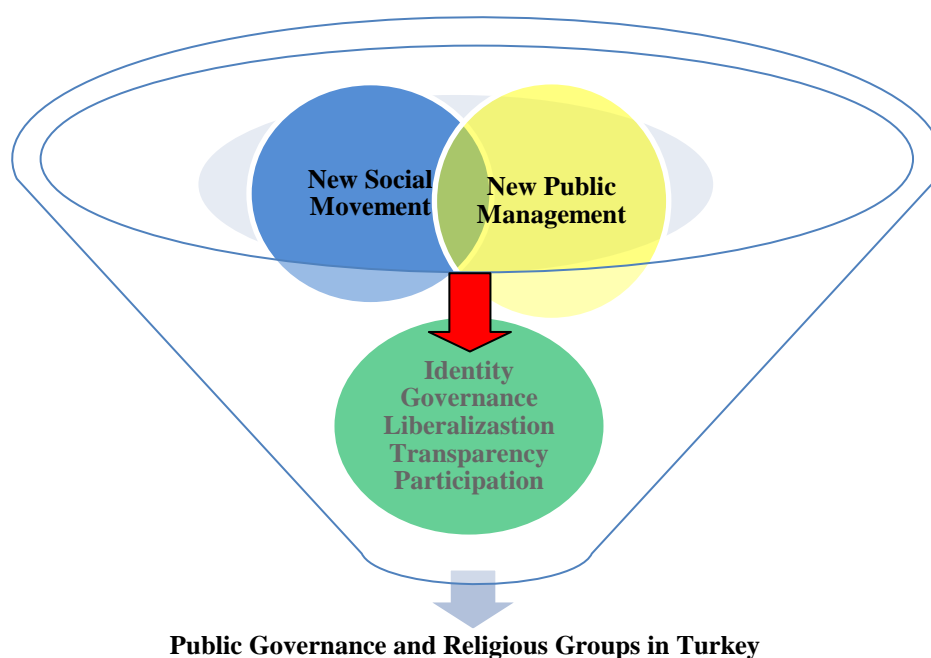 New Social
Movement
New Public
Management
Identity
Governance
Liberalizastion
Transparency
Participation
Public Governance and Religious Groups in Turkey